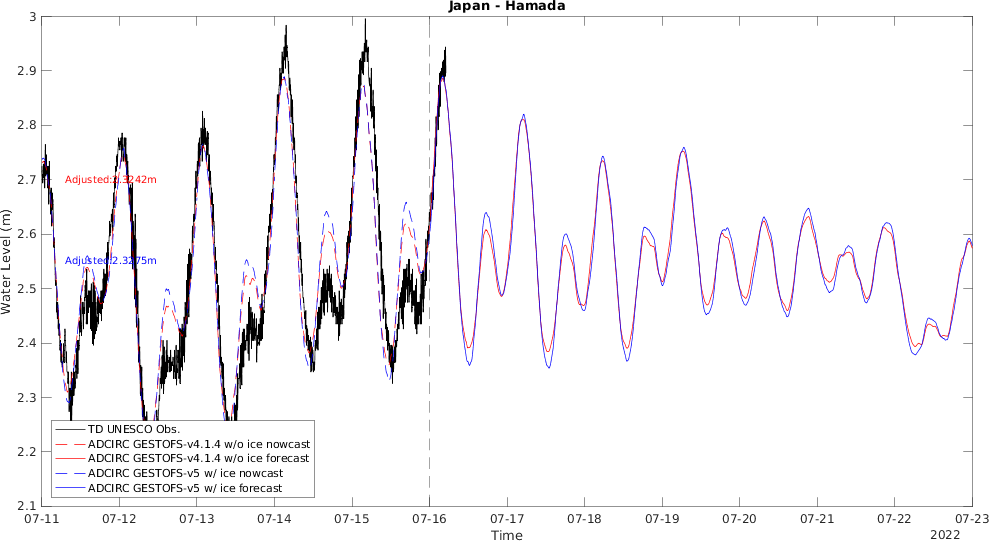 Japan - Hamada
Water Level (m)
3
2.9
2.8
2.7
2.6
2.5
2.4
2.3
2.2
2.1
Adjusted:2.3242m
Adjusted:2.3275m
TD UNESCO Obs.
ADCIRC GESTOFS-v4.1.4 w/o ice nowcast
ADCIRC GESTOFS-v4.1.4 w/o ice forecast
ADCIRC GESTOFS-v5 w/ ice nowcast
ADCIRC GESTOFS-v5 w/ ice forecast
07-11 07-12 07-13 07-14 07-15 07-16 07-17 07-18 07-19 07-20 07-21 07-22 07-23
Time
2022